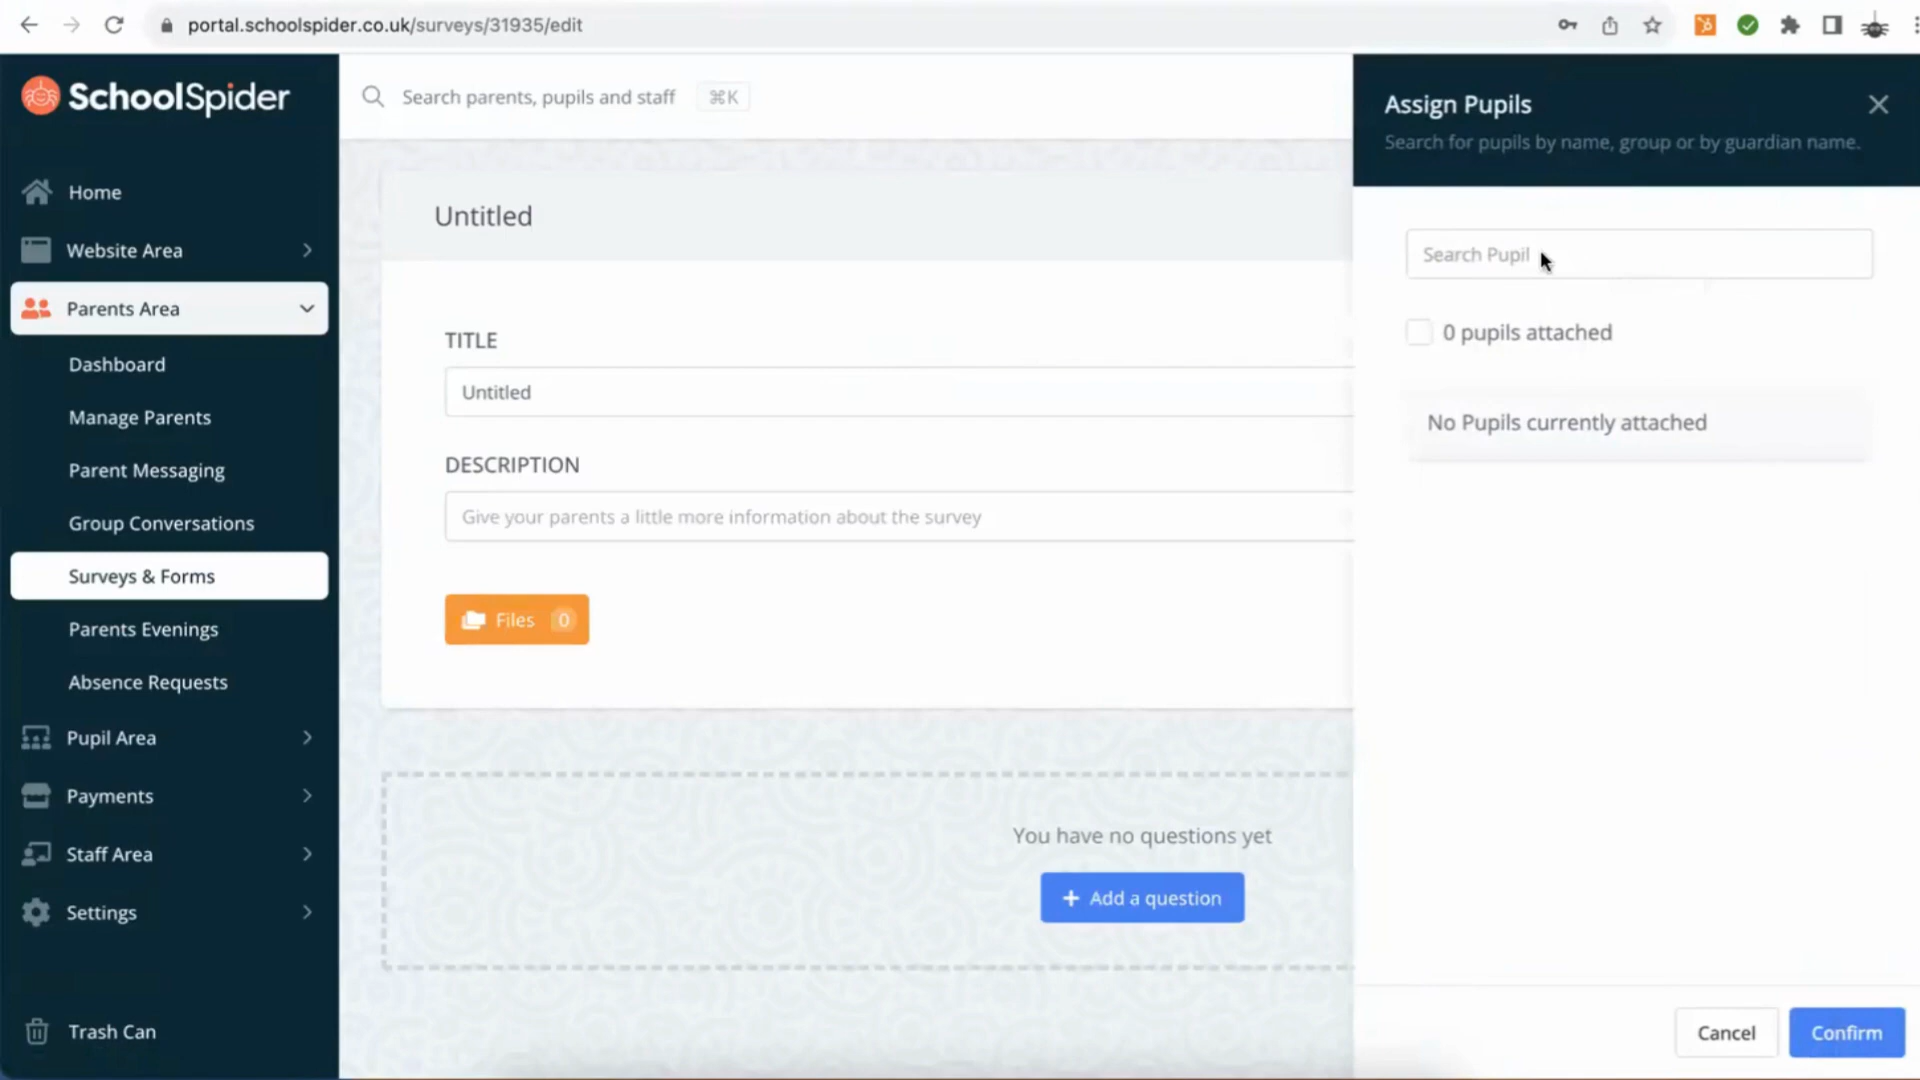 portal.schoolspider.co.uk/surveys/31935/edit
SchoolSpider
Search parents, pupils and staff ⌘K
Assign Pupils
Search for pupils by name, group or by guardian name.
Home
Website Area
Parents Area
Dashboard
Manage Parents
Parent Messaging
Group Conversations
Surveys & Forms
Parents Evenings
Absence Requests
Pupil Area
Payments
Staff Area
Settings
Trash Can
Untitled
TITLE
Untitled
DESCRIPTION
Give your parents a little more information about the survey
Files 0
You have no questions yet
+ Add a question
Search Pupil
0 pupils attached
No Pupils currently attached
Cancel
Confirm